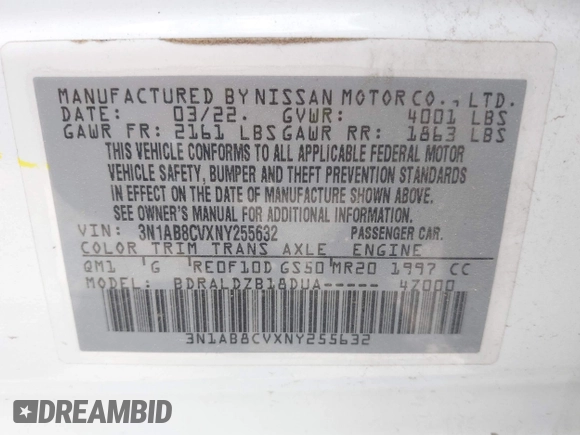 MANUFACTURED BY NISSAN MOTOR CO., LTD.
DATE: 03/22. GVWR: 4001 LBS
GAWR FR: 2161 LBS GAWR RR: 1863 LBS
THIS VEHICLE CONFORMS TO ALL APPLICABLE FEDERAL MOTOR
VEHICLE SAFETY, BUMPER AND THEFT PREVENTION STANDARDS
IN EFFECT ON THE DATE OF MANUFACTURE SHOWN ABOVE.
SEE OWNER'S MANUAL FOR ADDITIONAL INFORMATION.
VIN: 3N1AB8CVXNY255632 PASSENGER CAR.
COLOR TRIM TRANS AXLE ENGINE
QM1 G RE0F10D GS50 MR20 1997 CC
MODEL: BDRALDZB18DUA----- 47000
3N1AB8CVXNY255632
DREAMBID